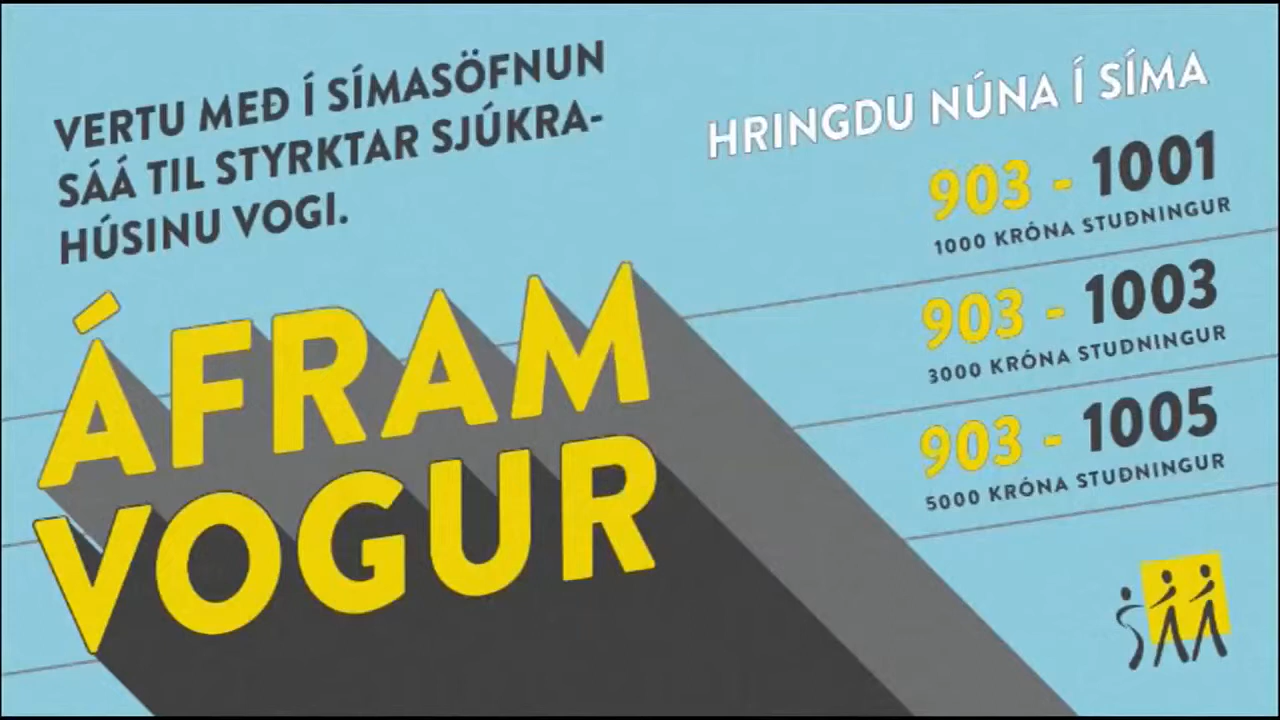 VERTU MEÐ Í SÍMASÖFNUN
SÁÁ TIL STYRKTAR SJÚKRA-
HÚSINU VOGI.
ÁFRAM
VOGUR
HRINGDU NÚNA Í SÍMA
903 - 1001
1000 KRÓNA STUÐNINGUR
903 - 1003
3000 KRÓNA STUÐNINGUR
903 - 1005
5000 KRÓNA STUÐNINGUR
SÁÁ